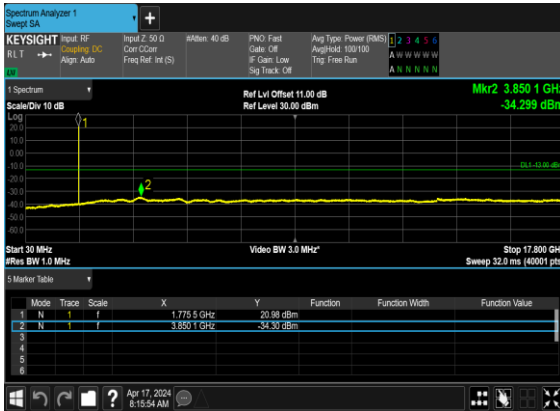 Spectrum Analyzer 1
Swept SA
+
KEYSIGHT
RLT
Input: RF
Coupling: DC
Align: Auto
Input Z: 50 Ω
Corr CCorr
Freq Ref: Int (S)
#Atten: 40 dB
PNO: Fast
Gate: Off
IF Gain: Low
Sig Track: Off
Avg Type: Power (RMS)
Avg|Hold: 100/100
Trig: Free Run
1 2 3 4 5 6
A W W W W W
A N N N N N
1 Spectrum
Scale/Div 10 dB
Ref Lvl Offset 11.00 dB
Ref Level 30.00 dBm
Mkr2 3.850 1 GHz
-34.299 dBm
Log
20.0
10.0
0.00
-10.0
-20.0
-30.0
-40.0
-50.0
-60.0
1
2
DL1 -13.00 dBm
Start 30 MHz
#Res BW 1.0 MHz
Video BW 3.0 MHz*
Stop 17.800 GHz
Sweep 32.0 ms (40001 pts)
5 Marker Table
Mode Trace Scale X Y Function Function Width Function Value
1 N 1 f 1.775 5 GHz 20.98 dBm
2 N 1 f 3.850 1 GHz -34.30 dBm
3
4
5
6
?
Apr 17, 2024
8:15:54 AM